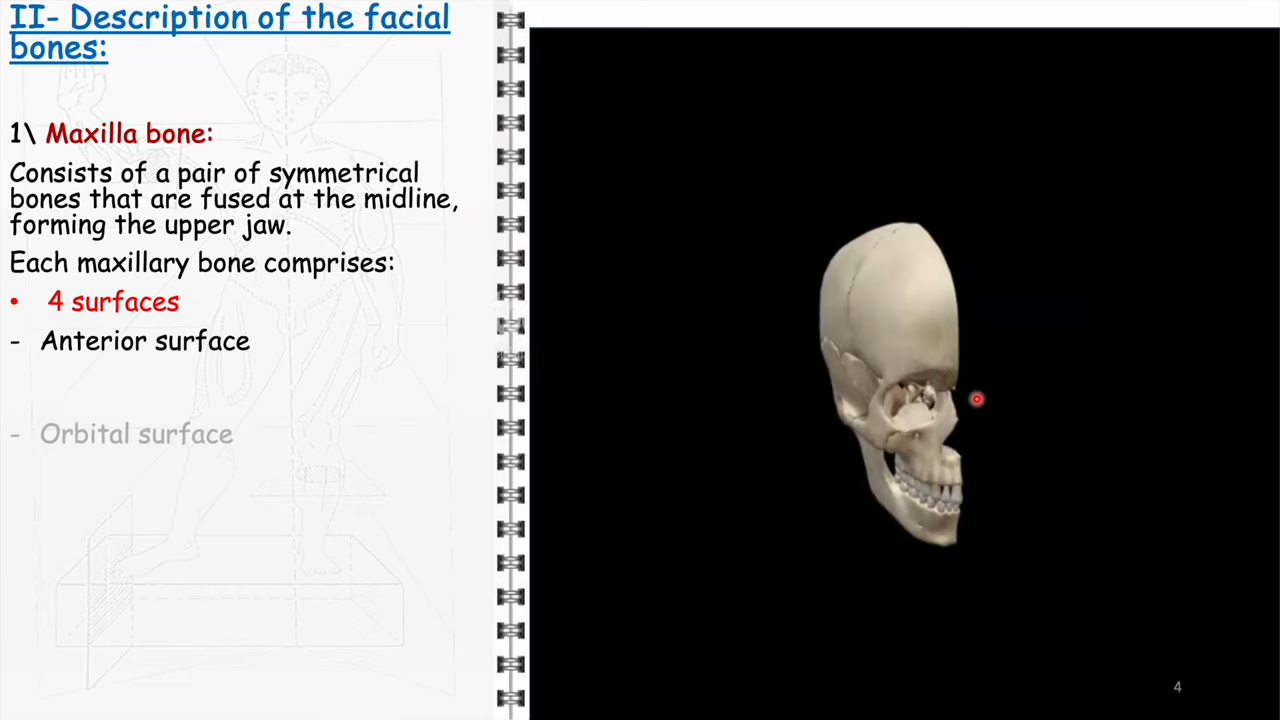 II- Description of the facial
bones:
1\ Maxilla bone:
Consists of a pair of symmetrical
bones that are fused at the midline,
forming the upper jaw.
Each maxillary bone comprises:
• 4 surfaces
- Anterior surface
- Orbital surface
4